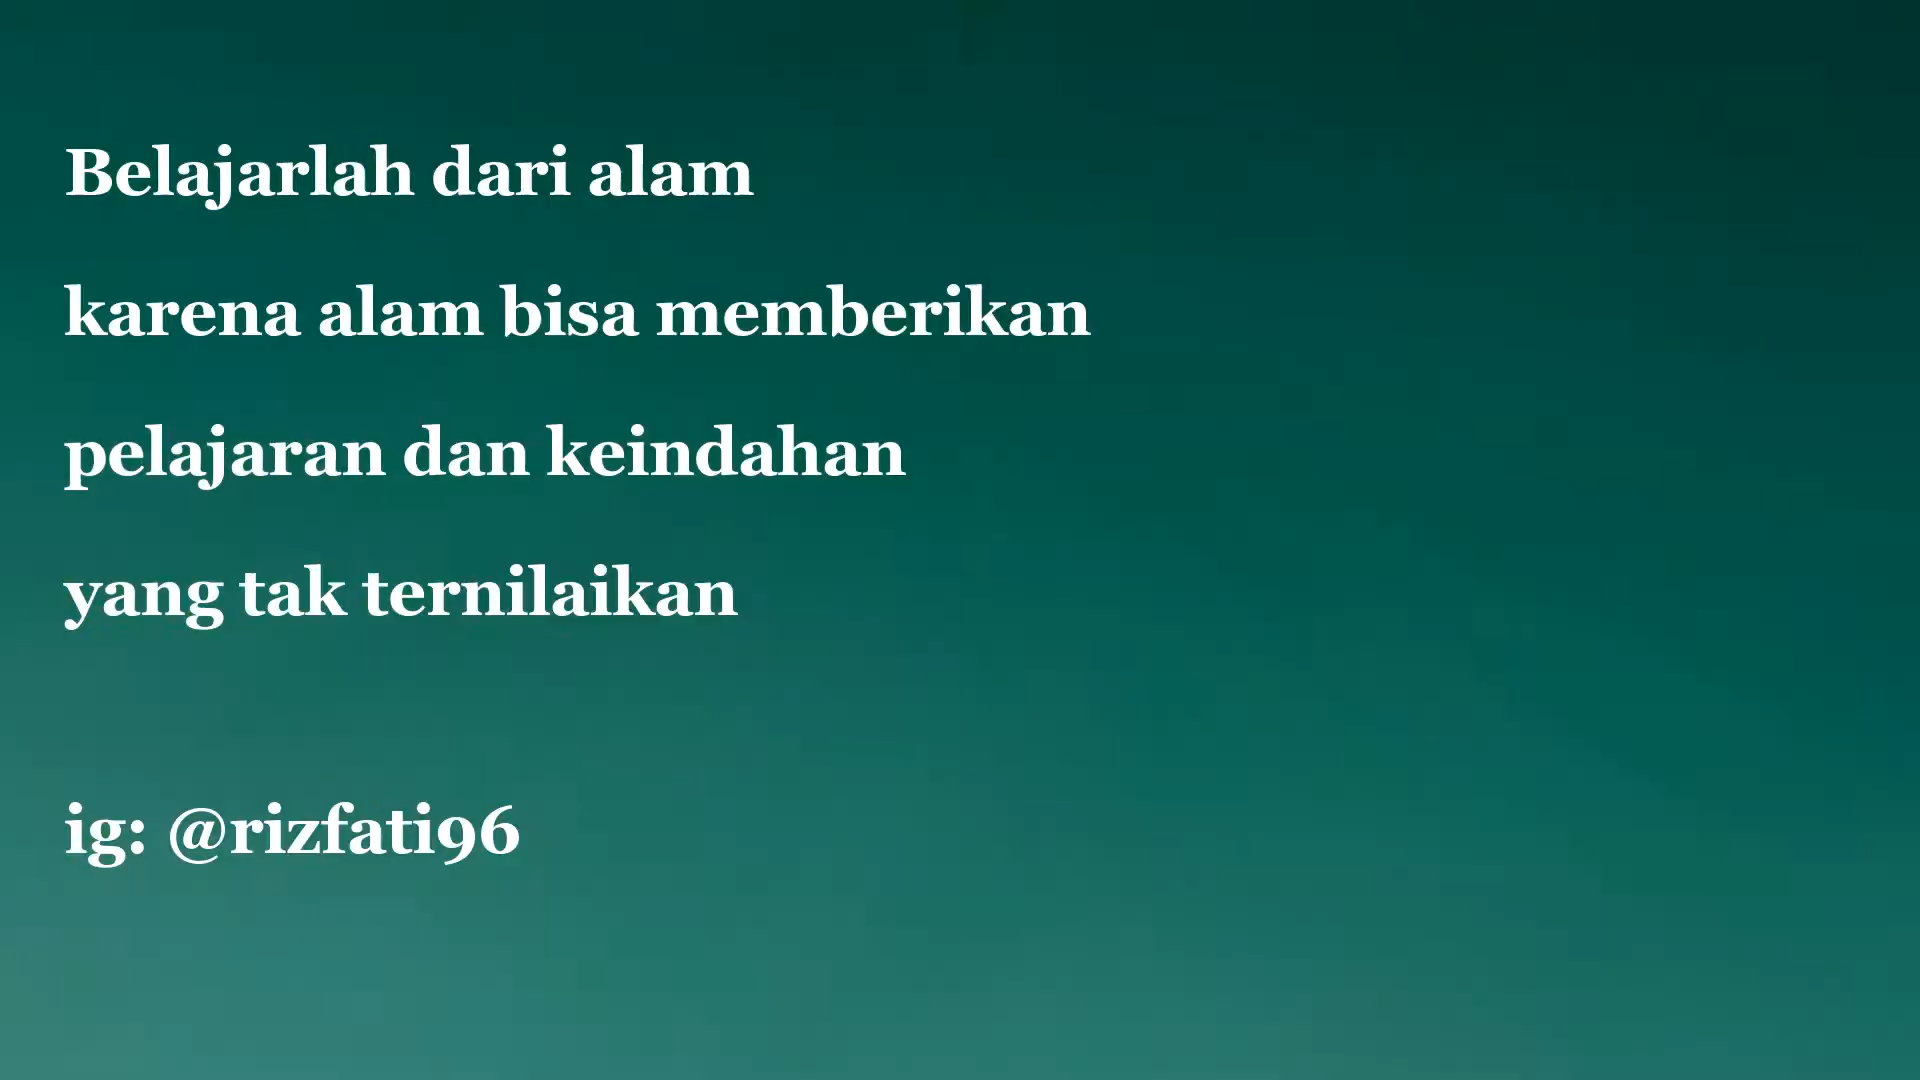 Belajarlah dari alam
karena alam bisa memberikan
pelajaran dan keindahan
yang tak ternilaikan
ig: @rizfati96